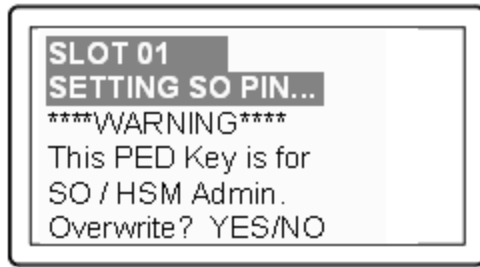 SLOT 01
SETTING SO PIN...
****WARNING****
This PED Key is for
SO / HSM Admin.
Overwrite? YES/NO